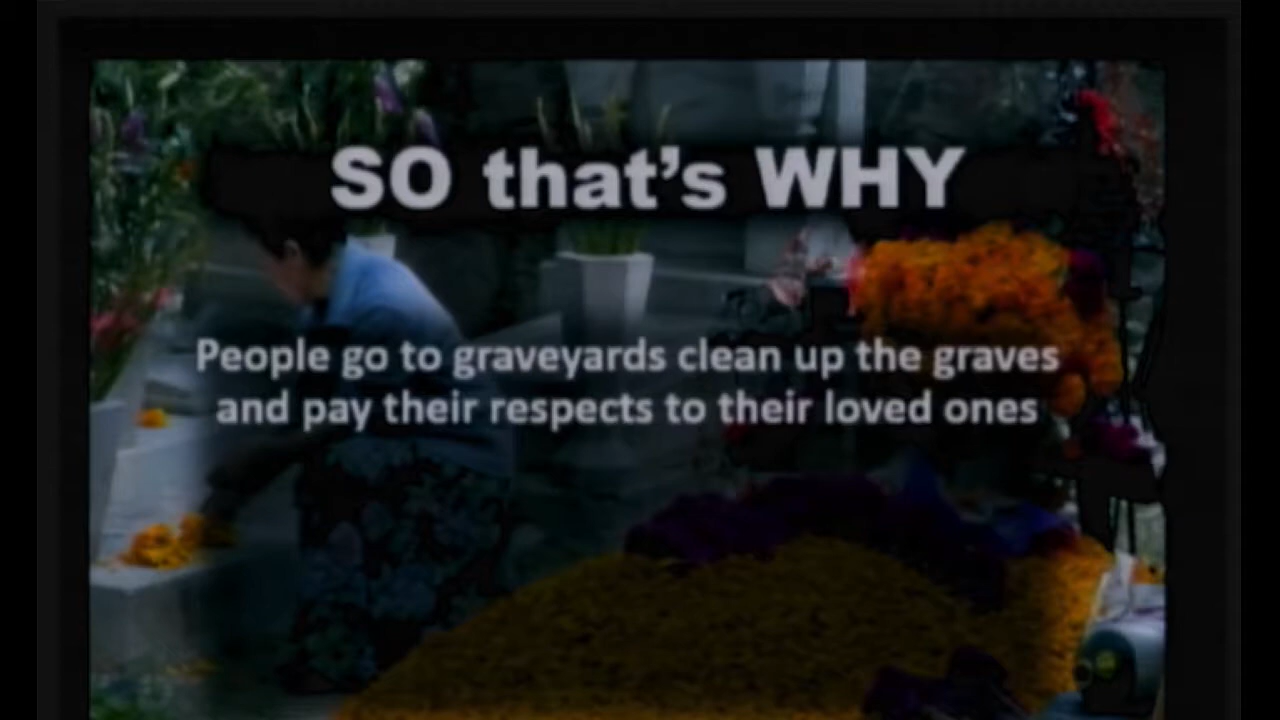 SO that's WHY
People go to graveyards clean up the graves
and pay their respects to their loved ones